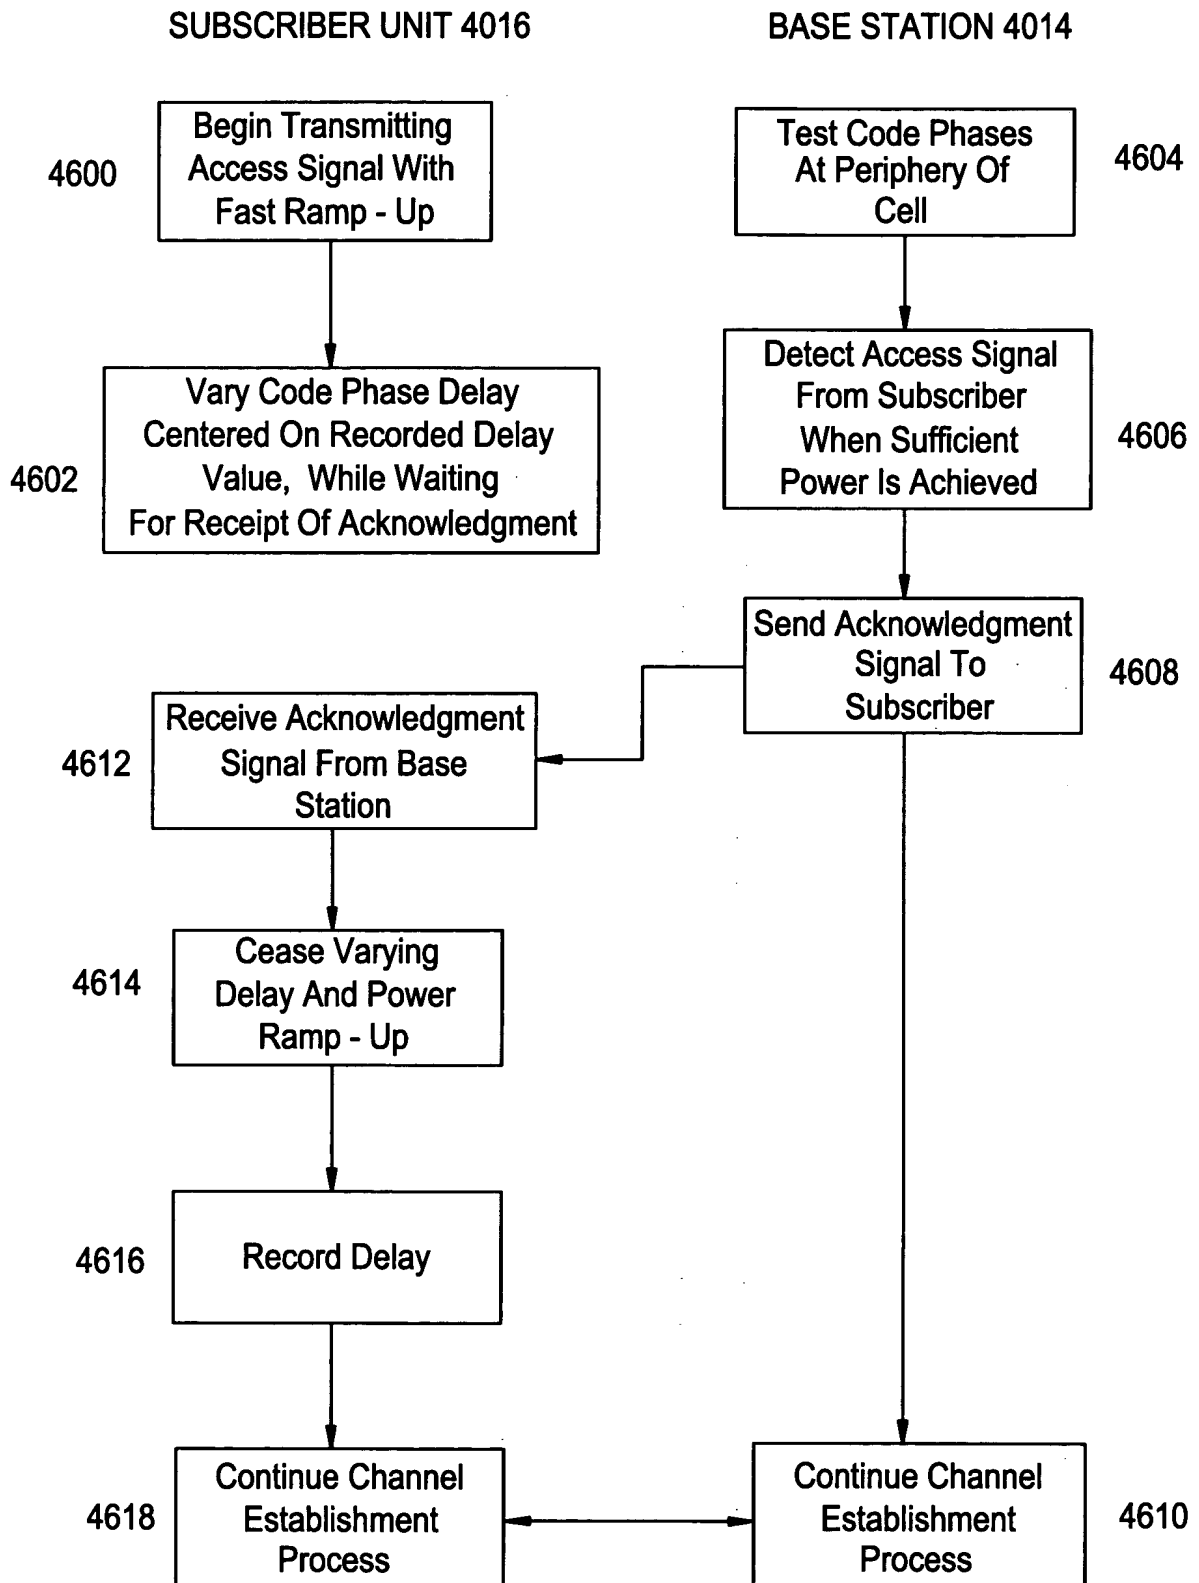 SUBSCRIBER UNIT 4016
BASE STATION 4014
4600
Begin Transmitting
Access Signal With
Fast Ramp - Up
Test Code Phases
At Periphery Of
Cell
4604
4602
Vary Code Phase Delay
Centered On Recorded Delay
Value, While Waiting
For Receipt Of Acknowledgment
Detect Access Signal
From Subscriber
When Sufficient
Power Is Achieved
4606
Send Acknowledgment
Signal To
Subscriber
4608
4612
Receive Acknowledgment
Signal From Base
Station
4614
Cease Varying
Delay And Power
Ramp - Up
4616
Record Delay
4618
Continue Channel
Establishment
Process
Continue Channel
Establishment
Process
4610